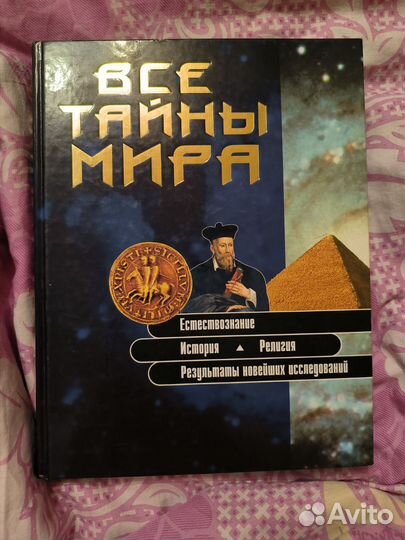 ВСЕ
ТАЙНЫ
МИРА
Естествознание
История ▲ Религия
Результаты новейших исследований
Avito